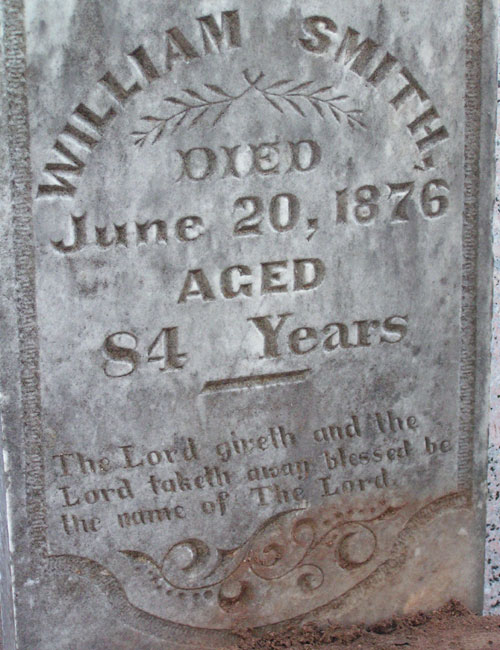 WILLIAM SMITH,
DIED
June 20, 1876
AGED
84 Years
The Lord giveth and the
Lord taketh away blessed be
the name of The Lord.